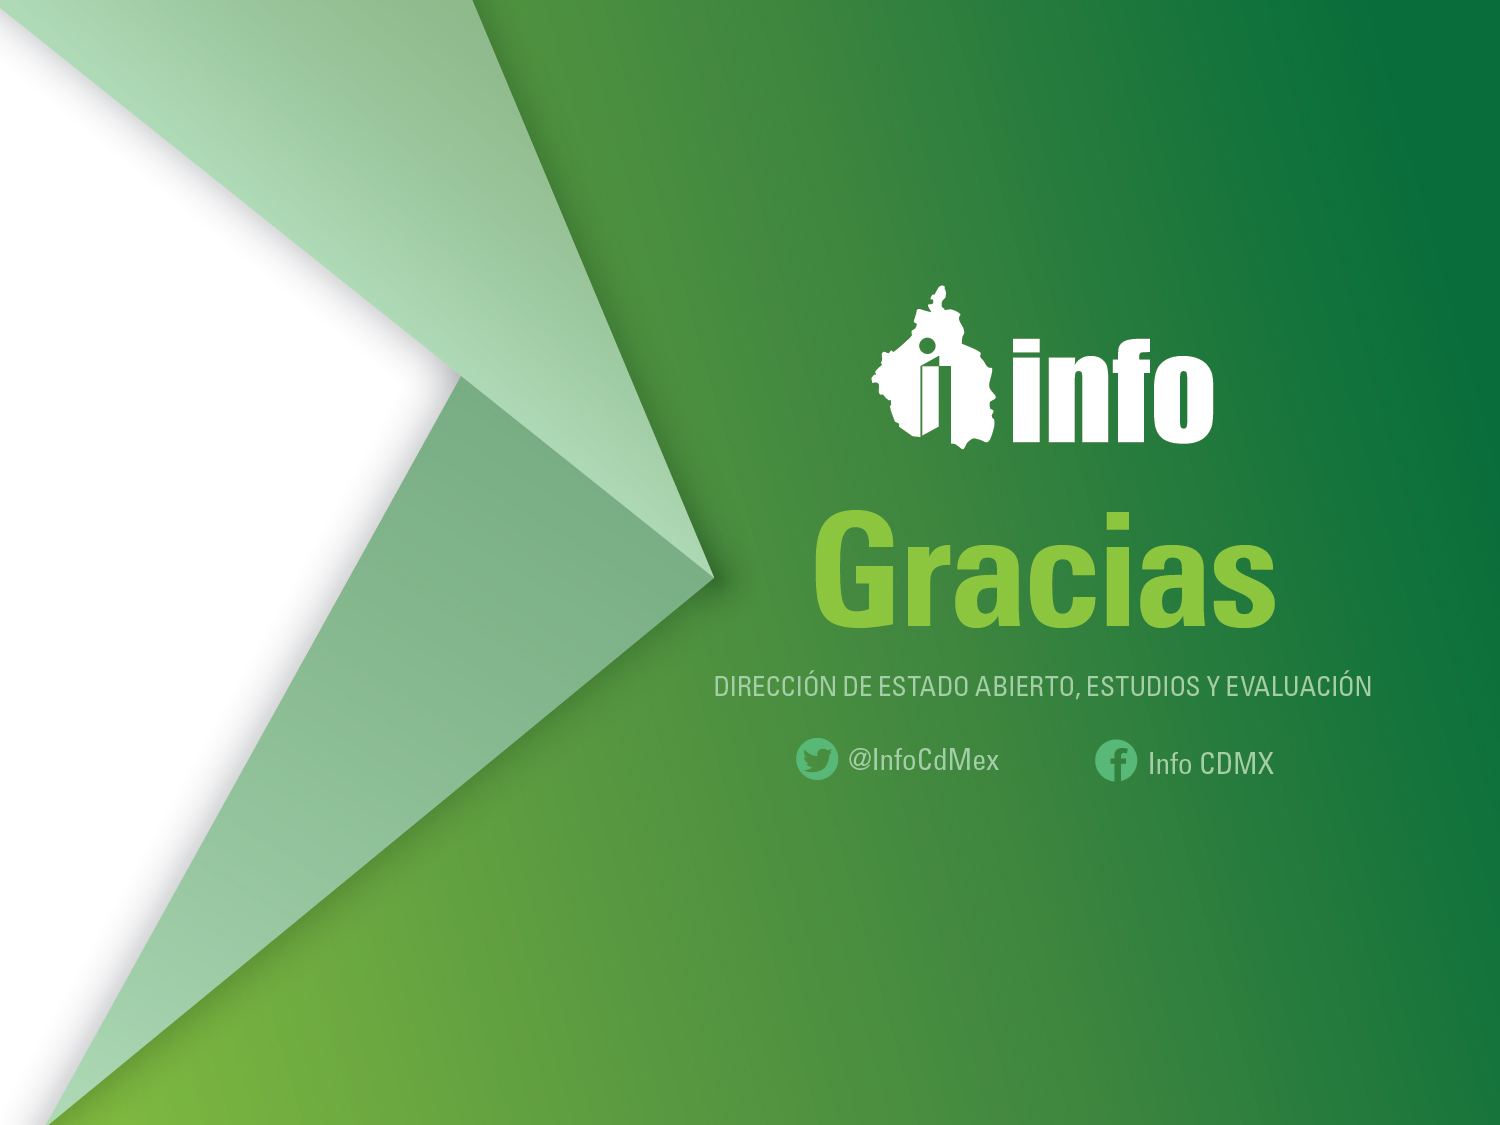 info
Gracias
DIRECCIÓN DE ESTADO ABIERTO, ESTUDIOS Y EVALUACIÓN
@InfoCdMex
Info CDMX